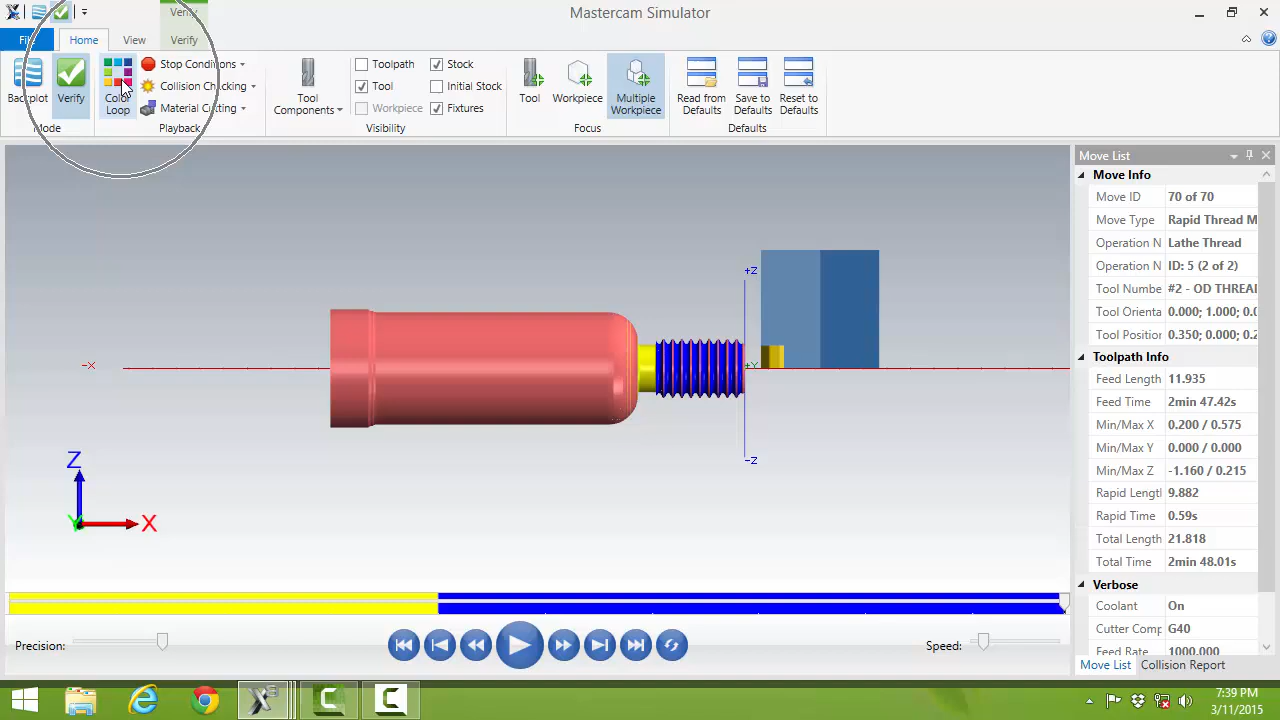 Verify
Mastercam Simulator
File
Home
View
Verify
Backplot
Verify
Mode
Color Loop
Stop Conditions
Collision Checking
Material Cutting
Playback
Tool Components
Toolpath
Tool
Workpiece
Stock
Initial Stock
Fixtures
Visibility
Tool
Workpiece
Multiple Workpiece
Focus
Read from Defaults
Save to Defaults
Reset to Defaults
Defaults
Move List
Move Info
Move ID 70 of 70
Move Type Rapid Thread M
Operation N Lathe Thread
Operation N ID: 5 (2 of 2)
Tool Numbe #2 - OD THREA
Tool Orienta 0.000; 1.000; 0.0
Tool Position 0.350; 0.000; 0.2
Toolpath Info
Feed Length 11.935
Feed Time 2min 47.42s
Min/Max X 0.200 / 0.575
Min/Max Y 0.000 / 0.000
Min/Max Z -1.160 / 0.215
Rapid Length 9.882
Rapid Time 0.59s
Total Length 21.818
Total Time 2min 48.01s
Verbose
Coolant On
Cutter Comp G40
Feed Rate 1000.000
Move List Collision Report
+Z
-X
+Y
-Z
Z
Y
X
Precision:
Speed:
7:39 PM
3/11/2015